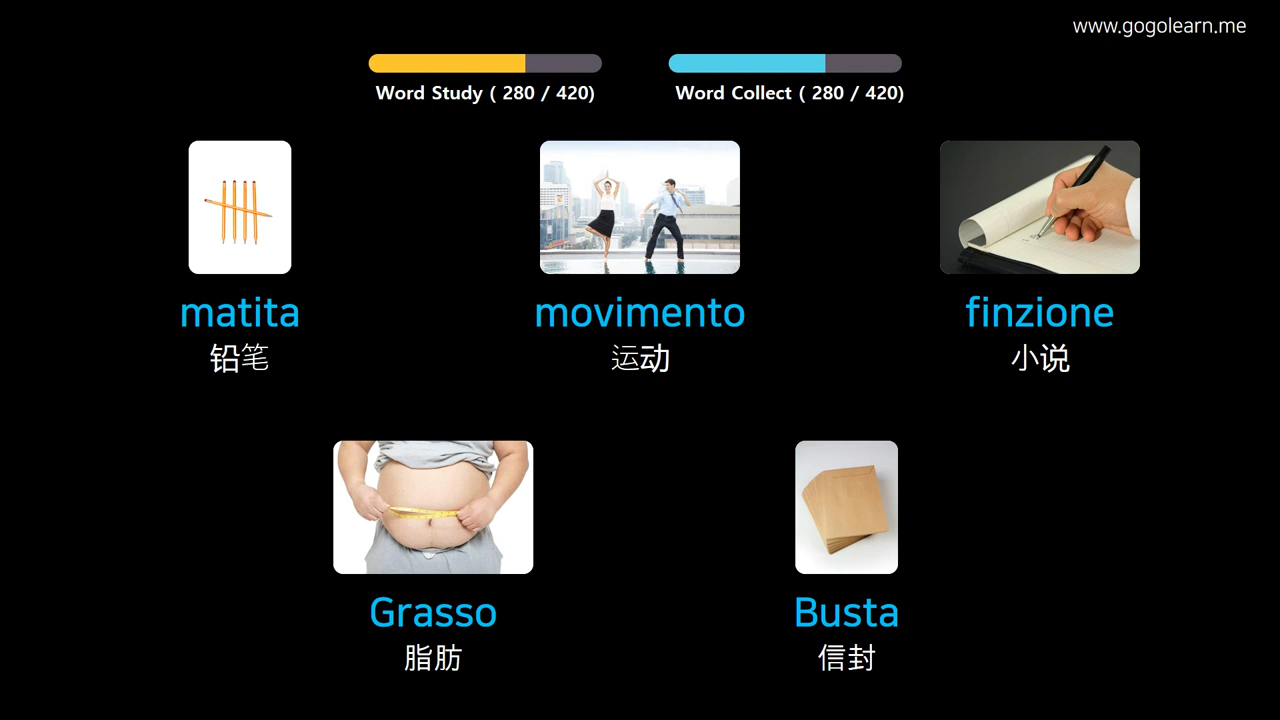 www.gogolearn.me
Word Study ( 280 / 420)
Word Collect ( 280 / 420)
matita
铅笔
movimento
运动
finzione
小说
Grasso
脂肪
Busta
信封